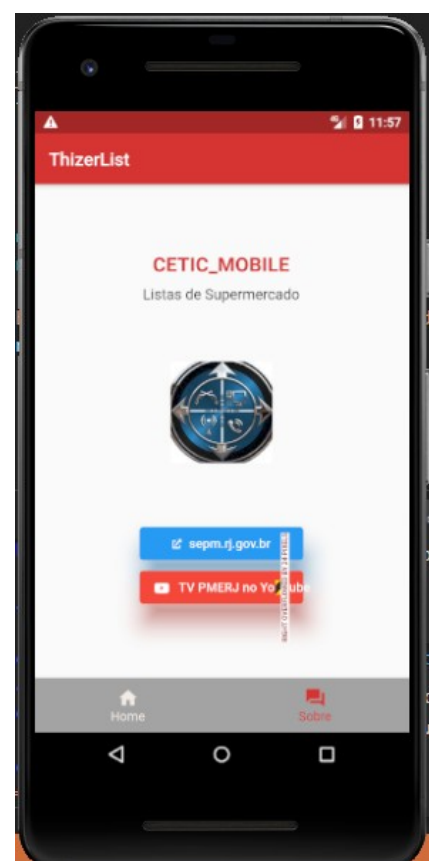 11:57
ThizerList
CETIC_MOBILE
Listas de Supermercado
sepm.rj.gov.br
TV PMERJ no YouTube
Home
Sobre